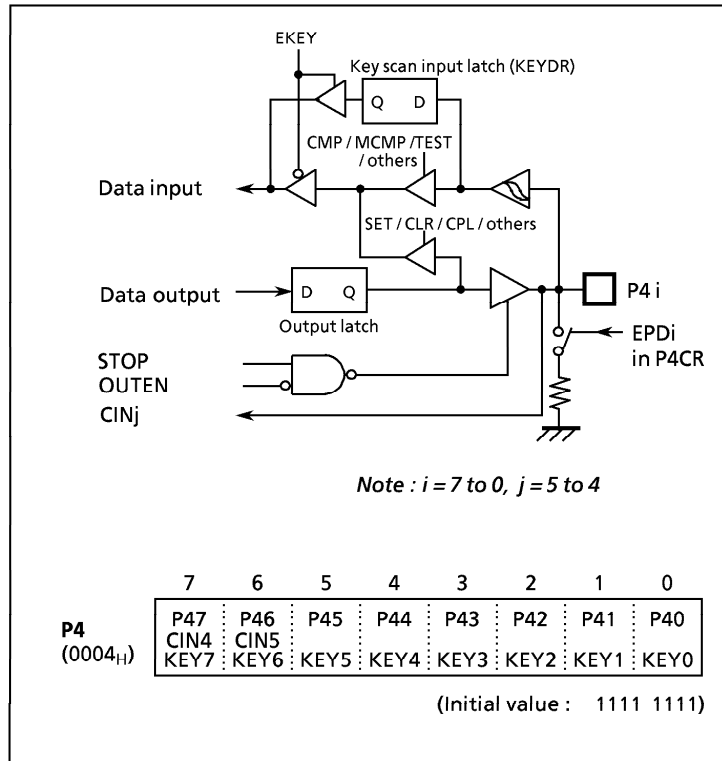 EKEY
Key scan input latch (KEYDR)
Q D
CMP / MCMP /TEST
/ others
Data input
SET / CLR / CPL / others
Data output
D Q
P4 i
Output latch
EPDi
in P4CR
STOP
OUTEN
CINj
Note : i = 7 to 0, j = 5 to 4
7 6 5 4 3 2 1 0
P4
(0004H)
P47 P46 P45 P44 P43 P42 P41 P40
CIN4 CIN5
KEY7 KEY6 KEY5 KEY4 KEY3 KEY2 KEY1 KEY0
(Initial value : 1111 1111)